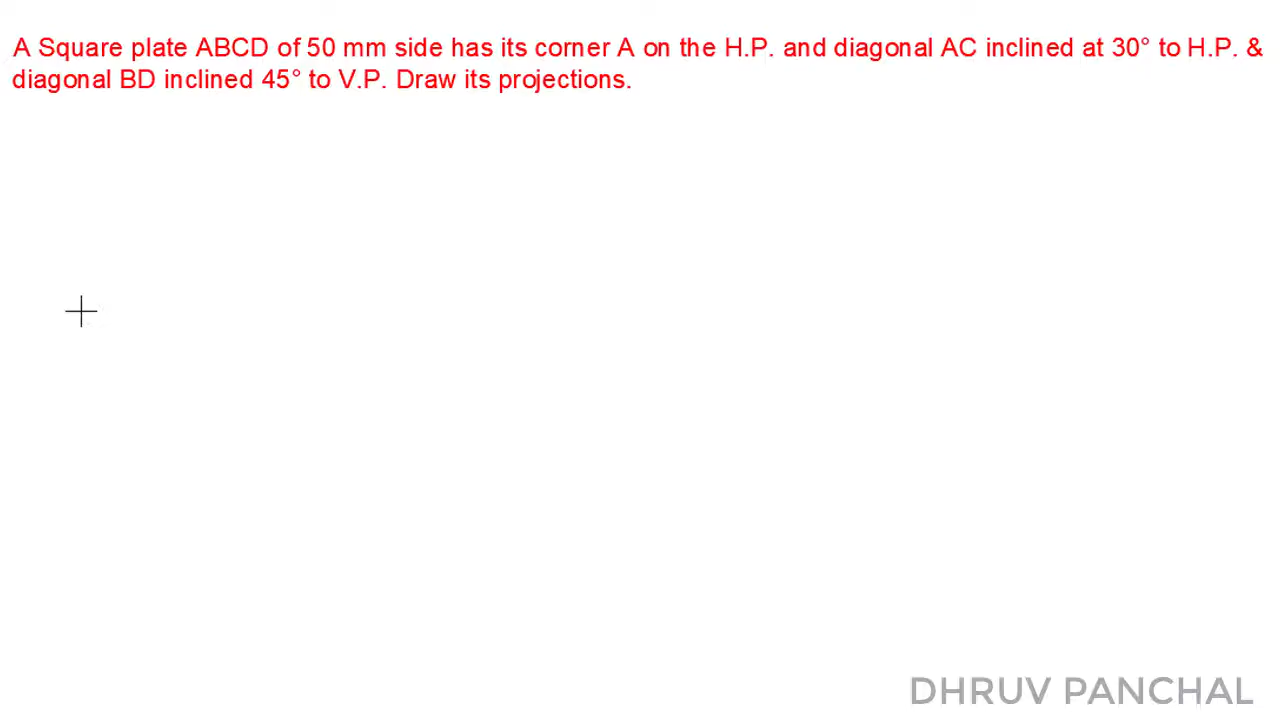 A Square plate ABCD of 50 mm side has its corner A on the H.P. and diagonal AC inclined at 30° to H.P. &
diagonal BD inclined 45° to V.P. Draw its projections.
DHRUV PANCHAL